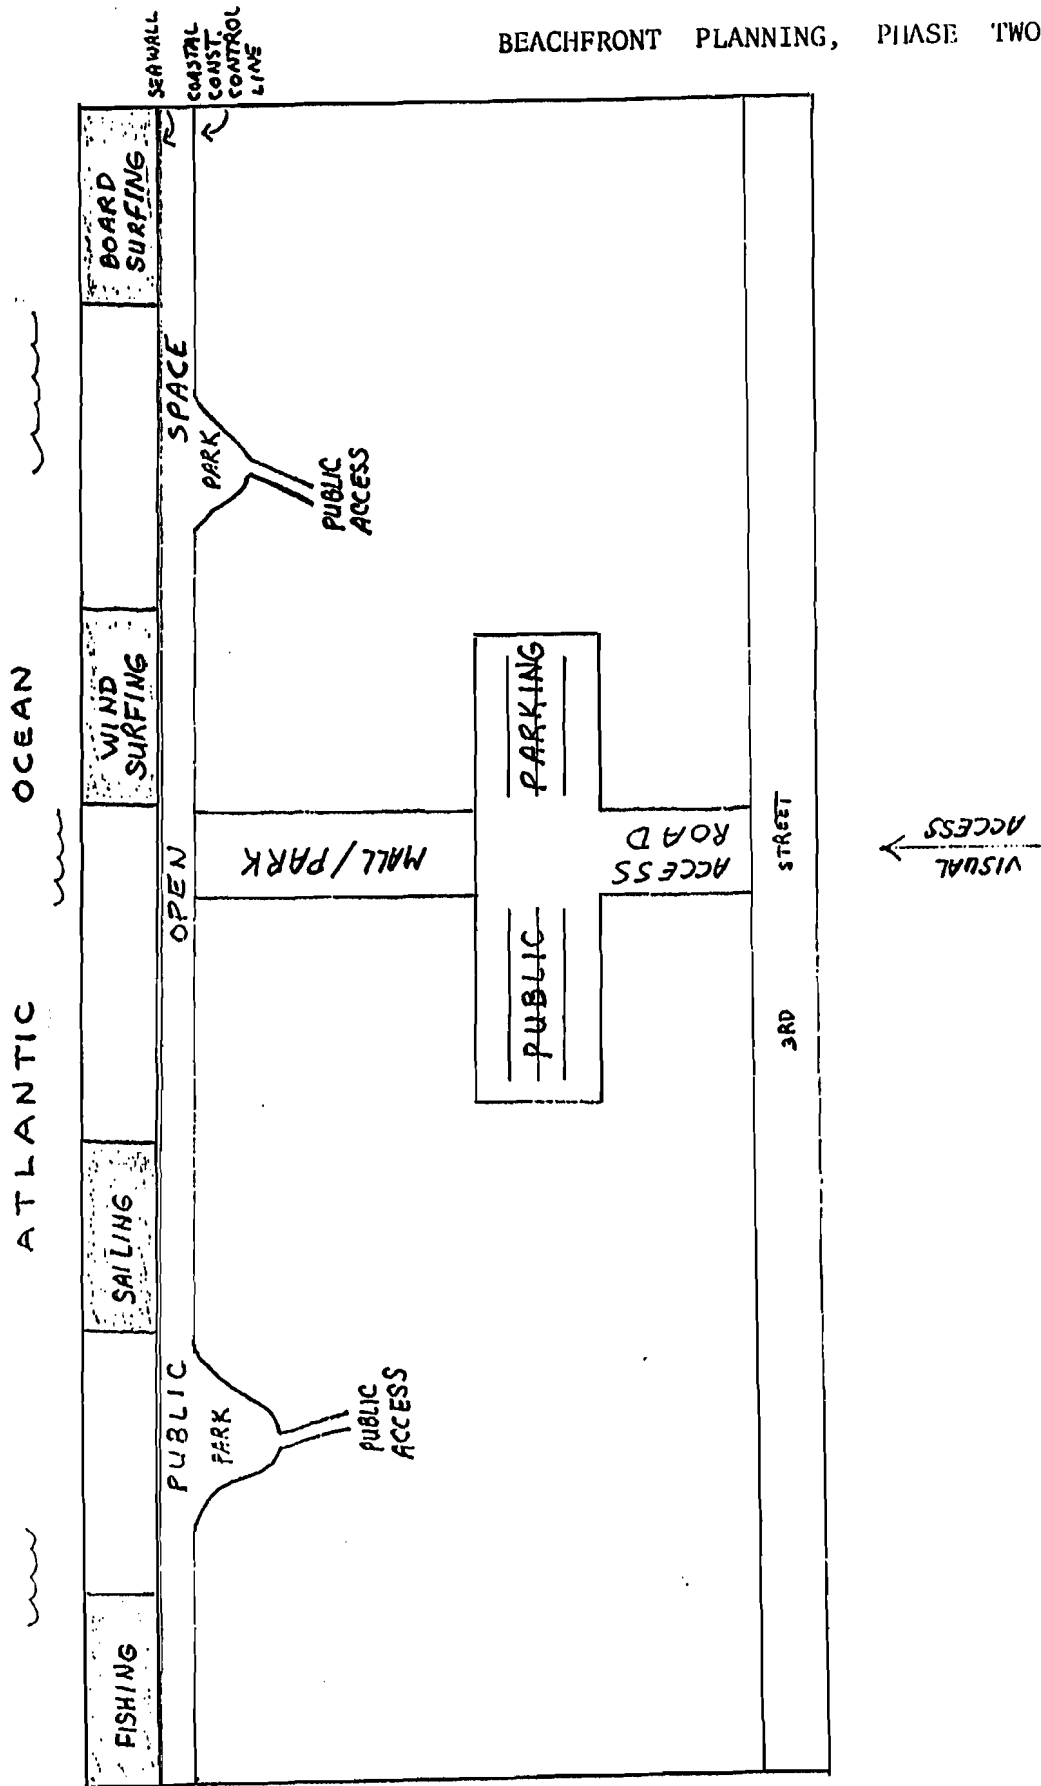 BEACHFRONT PLANNING, PHASE TWO
ATLANTIC OCEAN
FISHING
SAILING
WIND
SURFING
BOARD
SURFING
SEAWALL
COASTAL
CONST.
CONTROL
LINE
PUBLIC OPEN SPACE
PARK
PUBLIC
ACCESS
PARK
PUBLIC
ACCESS
MALL/PARK
PUBLIC PARKING
ACCESS
ROAD
3RD STREET
VISUAL
ACCESS